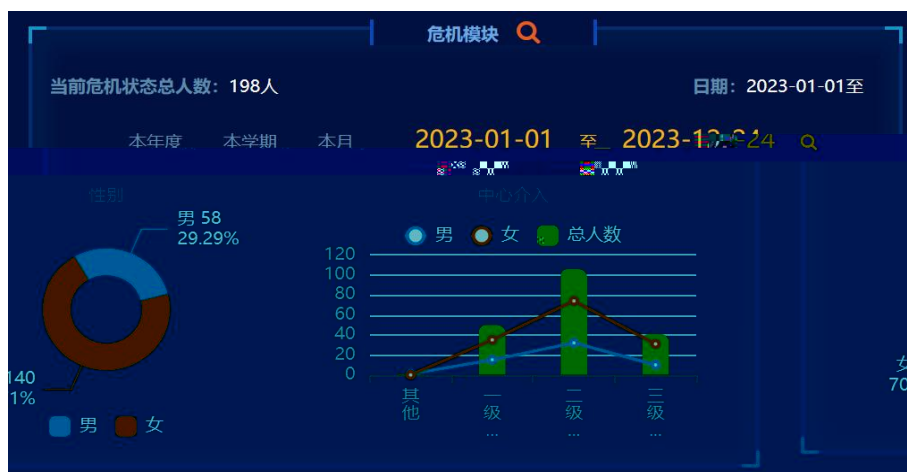 危机模块
当前危机状态总人数：198人
日期：2023-01-01至
本年度 本学期 本月 2023-01-01 至 2023-12-24
性别
中心介入
男 58
29.29%
男 女 总人数
120
100
80
60
40
20
0
140
1%
其他 一级... 二级... 三级...
男 女
女
70